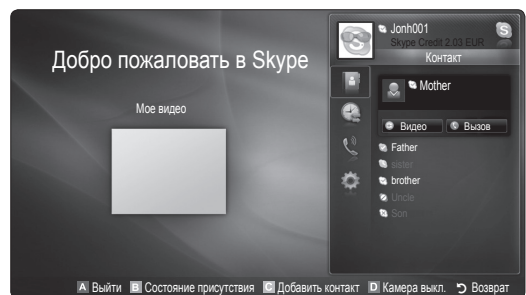 Добро пожаловать в Skype
Мое видео
Jonh001
Skype Credit 2.03 EUR
Контакт
Mother
Видео Вызов
Father
sister
brother
Uncle
Son
A Выйти B Состояние присутствия C Добавить контакт D Камера выкл. Возврат